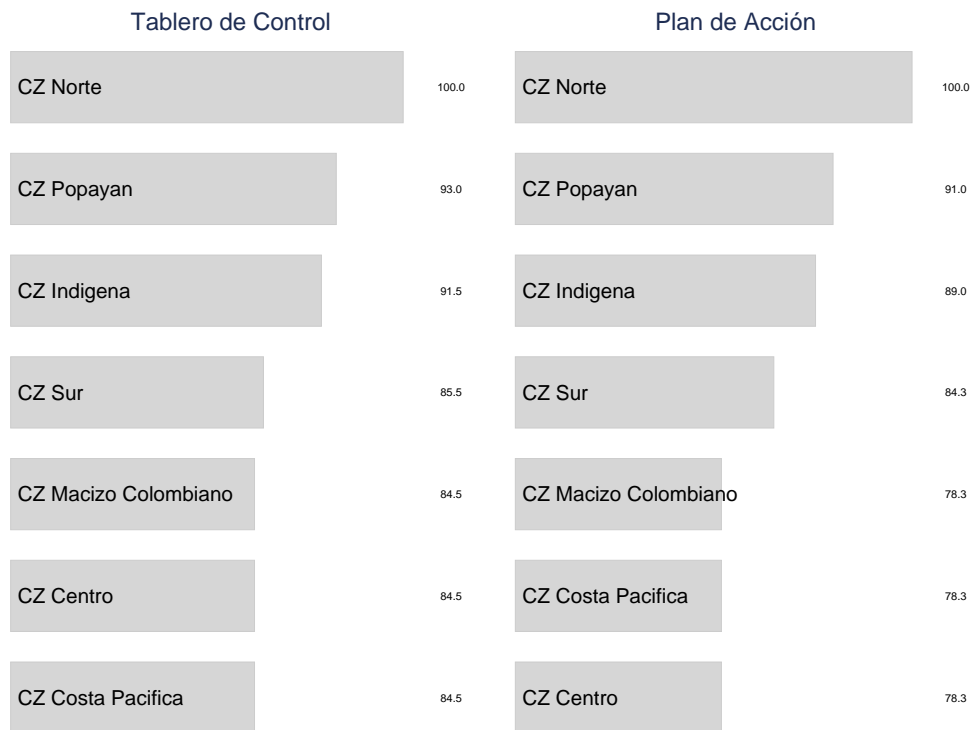 Tablero de Control
CZ Norte 100.0
CZ Popayan 93.0
CZ Indigena 91.5
CZ Sur 85.5
CZ Macizo Colombiano 84.5
CZ Centro 84.5
CZ Costa Pacifica 84.5
Plan de Acción
CZ Norte 100.0
CZ Popayan 91.0
CZ Indigena 89.0
CZ Sur 84.3
CZ Macizo Colombiano 78.3
CZ Costa Pacifica 78.3
CZ Centro 78.3